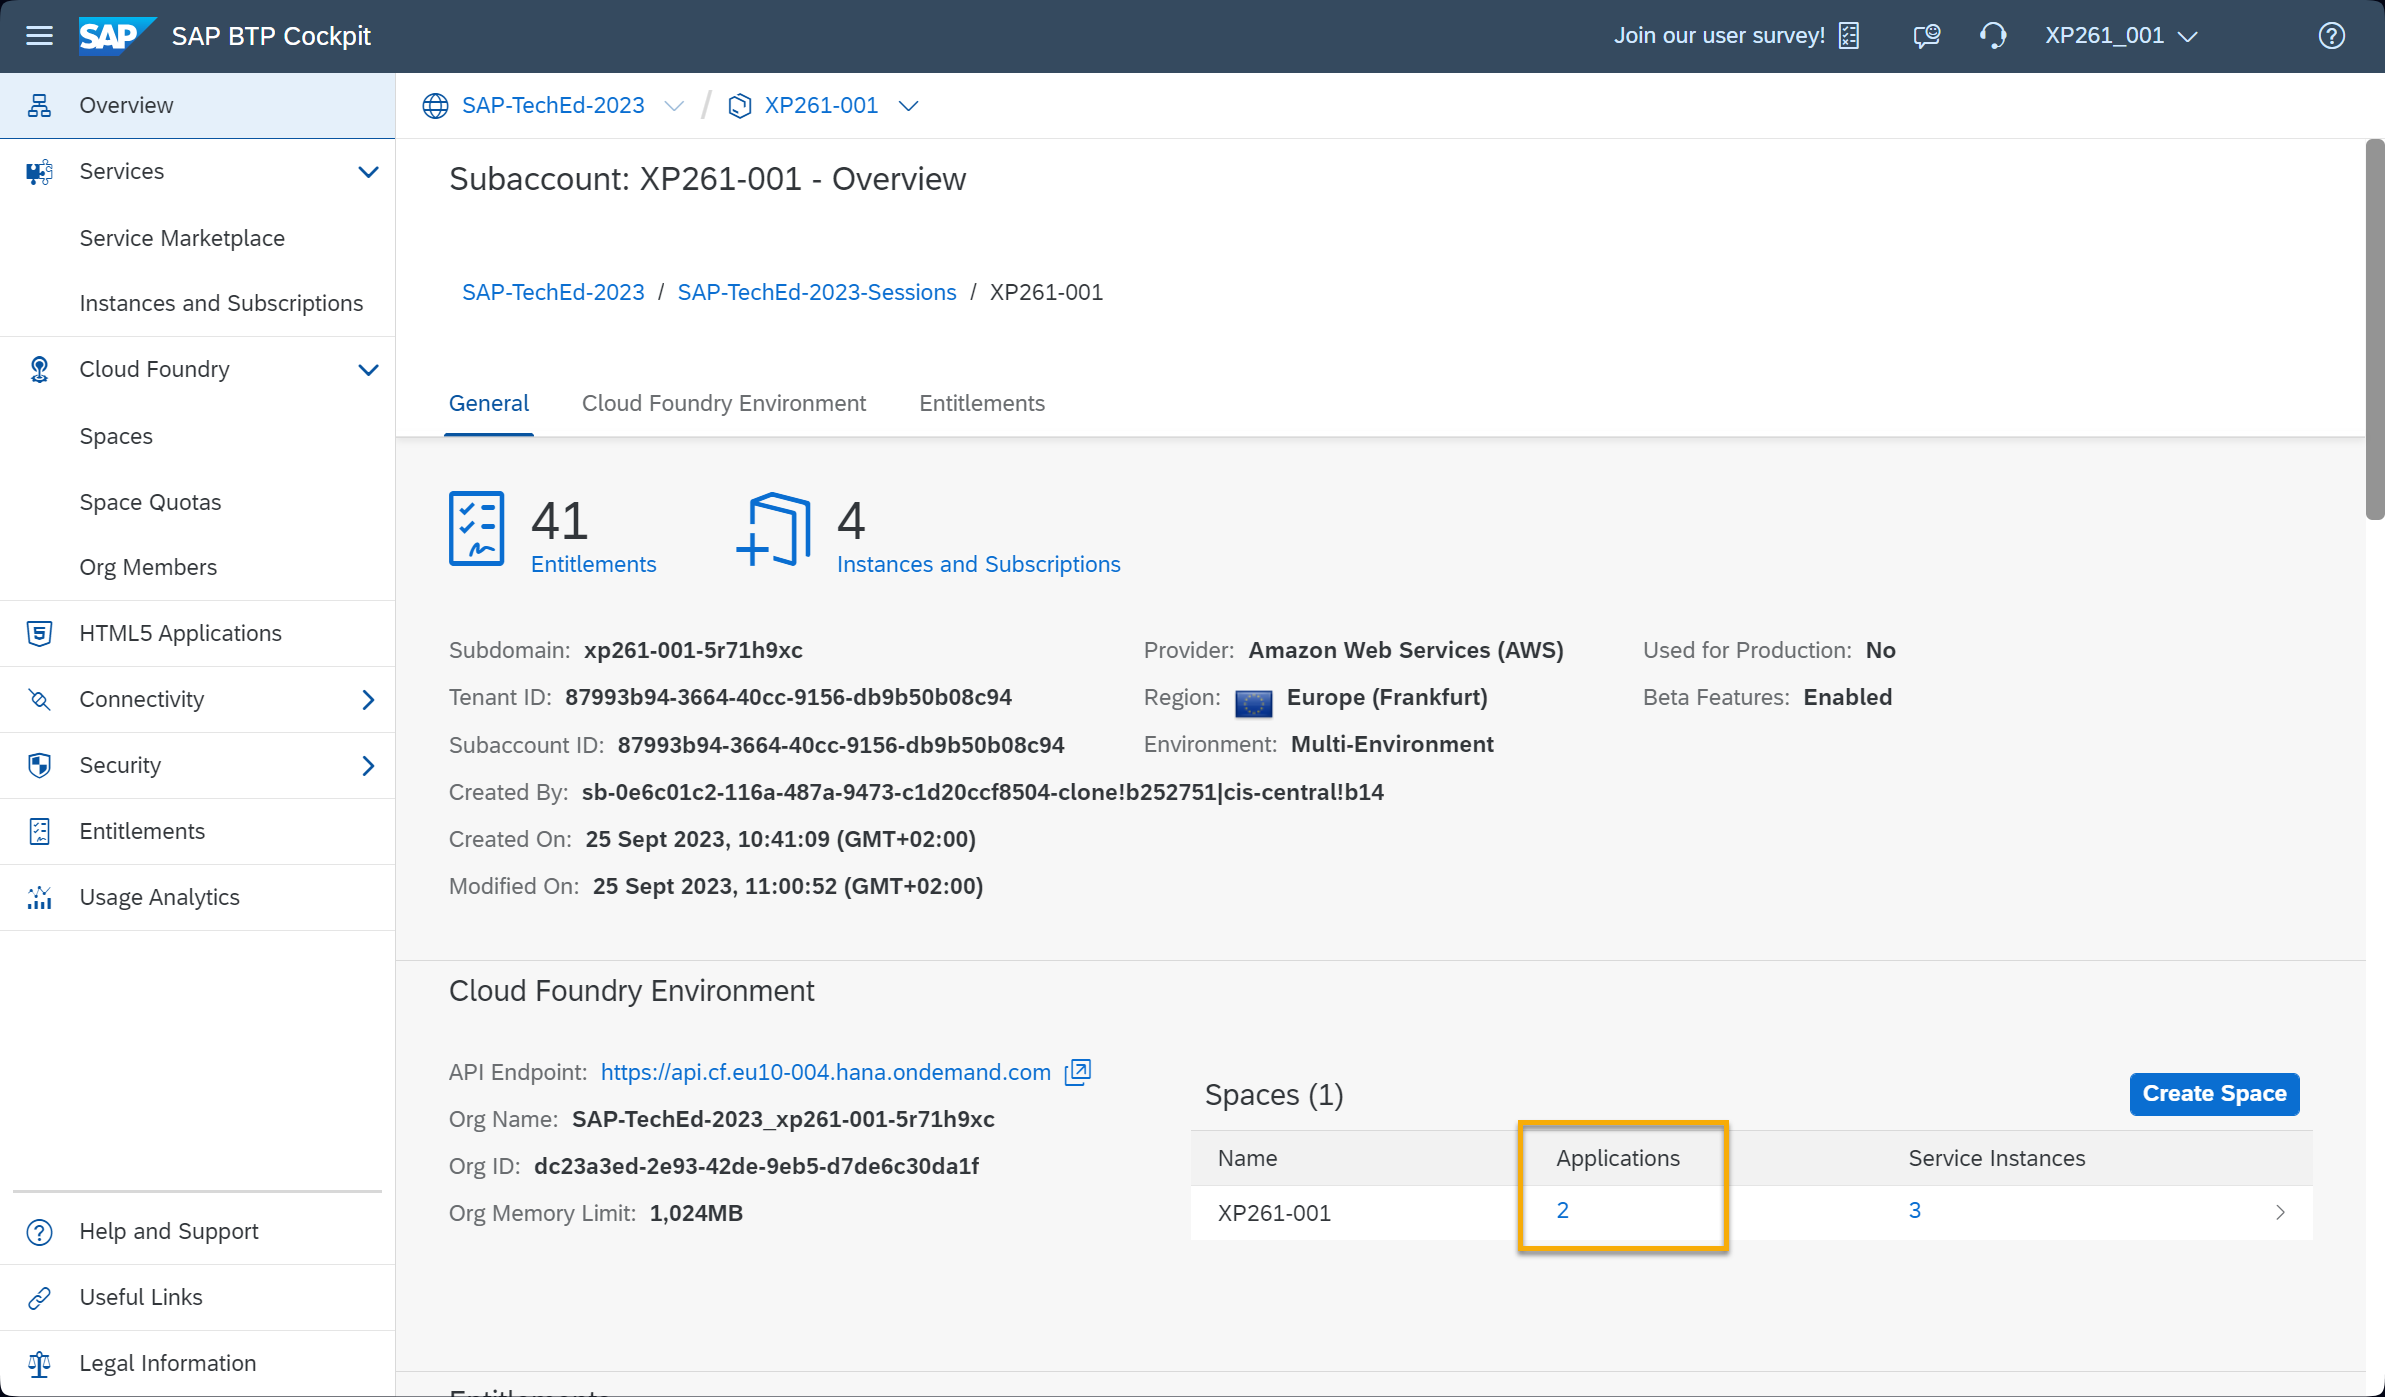 SAP SAP BTP Cockpit
Join our user survey!
XP261_001
Overview
Services
Service Marketplace
Instances and Subscriptions
Cloud Foundry
Spaces
Space Quotas
Org Members
HTML5 Applications
Connectivity
Security
Entitlements
Usage Analytics
Help and Support
Useful Links
Legal Information
SAP-TechEd-2023 / XP261-001
Subaccount: XP261-001 - Overview
SAP-TechEd-2023 / SAP-TechEd-2023-Sessions / XP261-001
General Cloud Foundry Environment Entitlements
41
Entitlements
4
Instances and Subscriptions
Subdomain: xp261-001-5r71h9xc
Tenant ID: 87993b94-3664-40cc-9156-db9b50b08c94
Subaccount ID: 87993b94-3664-40cc-9156-db9b50b08c94
Created By: sb-0e6c01c2-116a-487a-9473-c1d20ccf8504-clone!b252751|cis-central!b14
Created On: 25 Sept 2023, 10:41:09 (GMT+02:00)
Modified On: 25 Sept 2023, 11:00:52 (GMT+02:00)
Provider: Amazon Web Services (AWS)
Region: Europe (Frankfurt)
Environment: Multi-Environment
Used for Production: No
Beta Features: Enabled
Cloud Foundry Environment
API Endpoint: https://api.cf.eu10-004.hana.ondemand.com
Org Name: SAP-TechEd-2023_xp261-001-5r71h9xc
Org ID: dc23a3ed-2e93-42de-9eb5-d7de6c30da1f
Org Memory Limit: 1,024MB
Spaces (1)
Create Space
Name Applications Service Instances
XP261-001 2 3
Entitlements